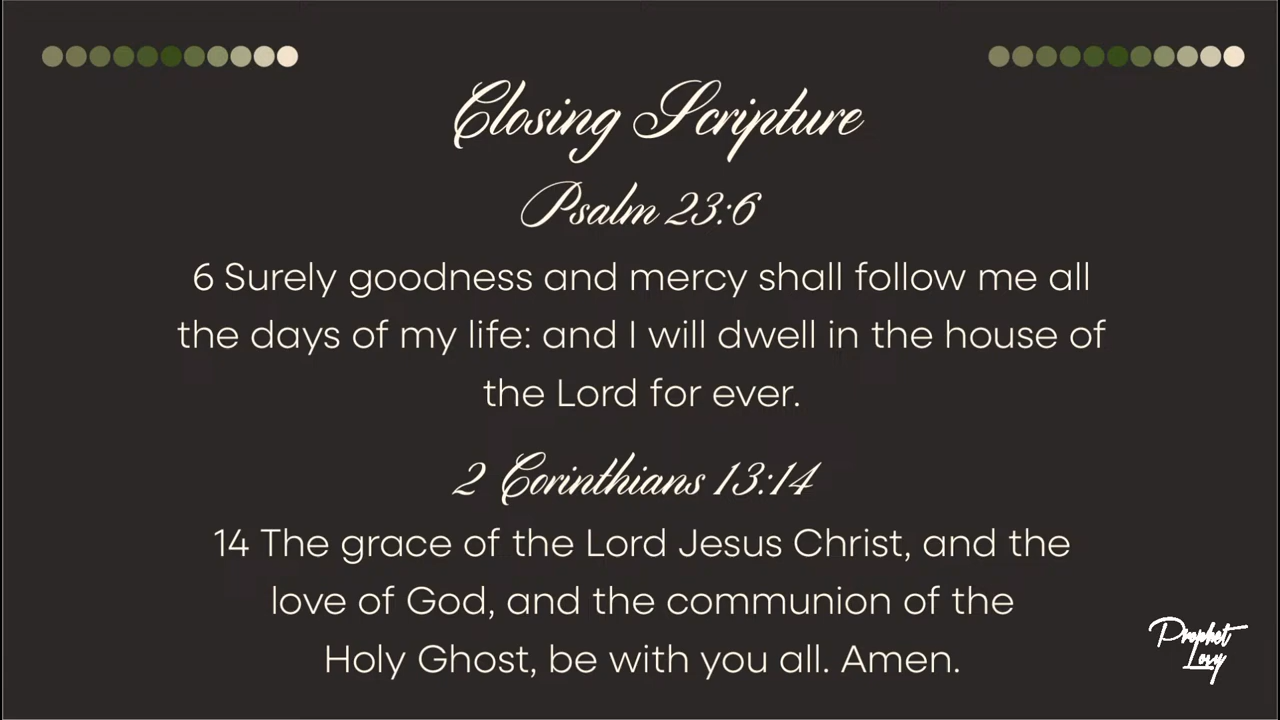 Closing Scripture
Psalm 23:6
6 Surely goodness and mercy shall follow me all
the days of my life: and I will dwell in the house of
the Lord for ever.
2 Corinthians 13:14
14 The grace of the Lord Jesus Christ, and the
love of God, and the communion of the
Holy Ghost, be with you all. Amen.
Prophet
Lovy